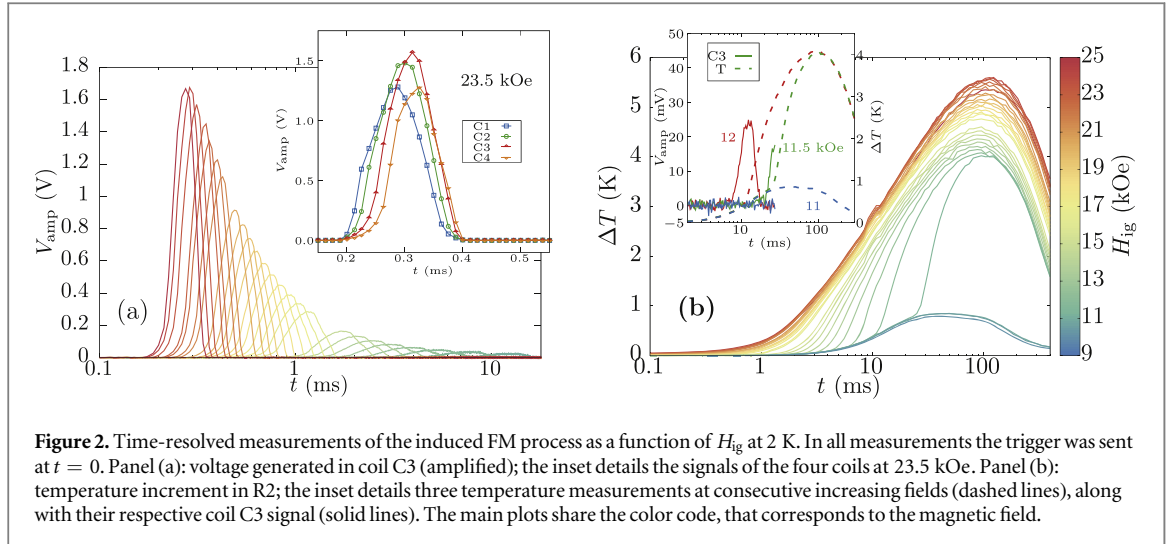 1.8
1.6
1.4
1.2
1
0.8
0.6
0.4
0.2
0
V_amp (V)
0.1
1
10
t (ms)
(a)
1.5
1.0
0.5
0.0
V_amp (V)
0.2
0.3
0.4
0.5
t (ms)
23.5 kOe
C1
C2
C3
C4
6
5
4
3
2
1
0
ΔT (K)
0.1
1
10
100
t (ms)
(b)
10
100
50
40
30
20
10
0
−5
V_amp (mV)
10
100
t (ms)
4
3
2
1
0
ΔT (K)
C3
T
12
11.5 kOe
11
25
23
21
19
17
15
13
11
9
H_ig (kOe)
Figure 2. Time-resolved measurements of the induced FM process as a function of H_ig at 2 K. In all measurements the trigger was sent
at t = 0. Panel (a): voltage generated in coil C3 (amplified); the inset details the signals of the four coils at 23.5 kOe. Panel (b):
temperature increment in R2; the inset details three temperature measurements at consecutive increasing fields (dashed lines), along
with their respective coil C3 signal (solid lines). The main plots share the color code, that corresponds to the magnetic field.